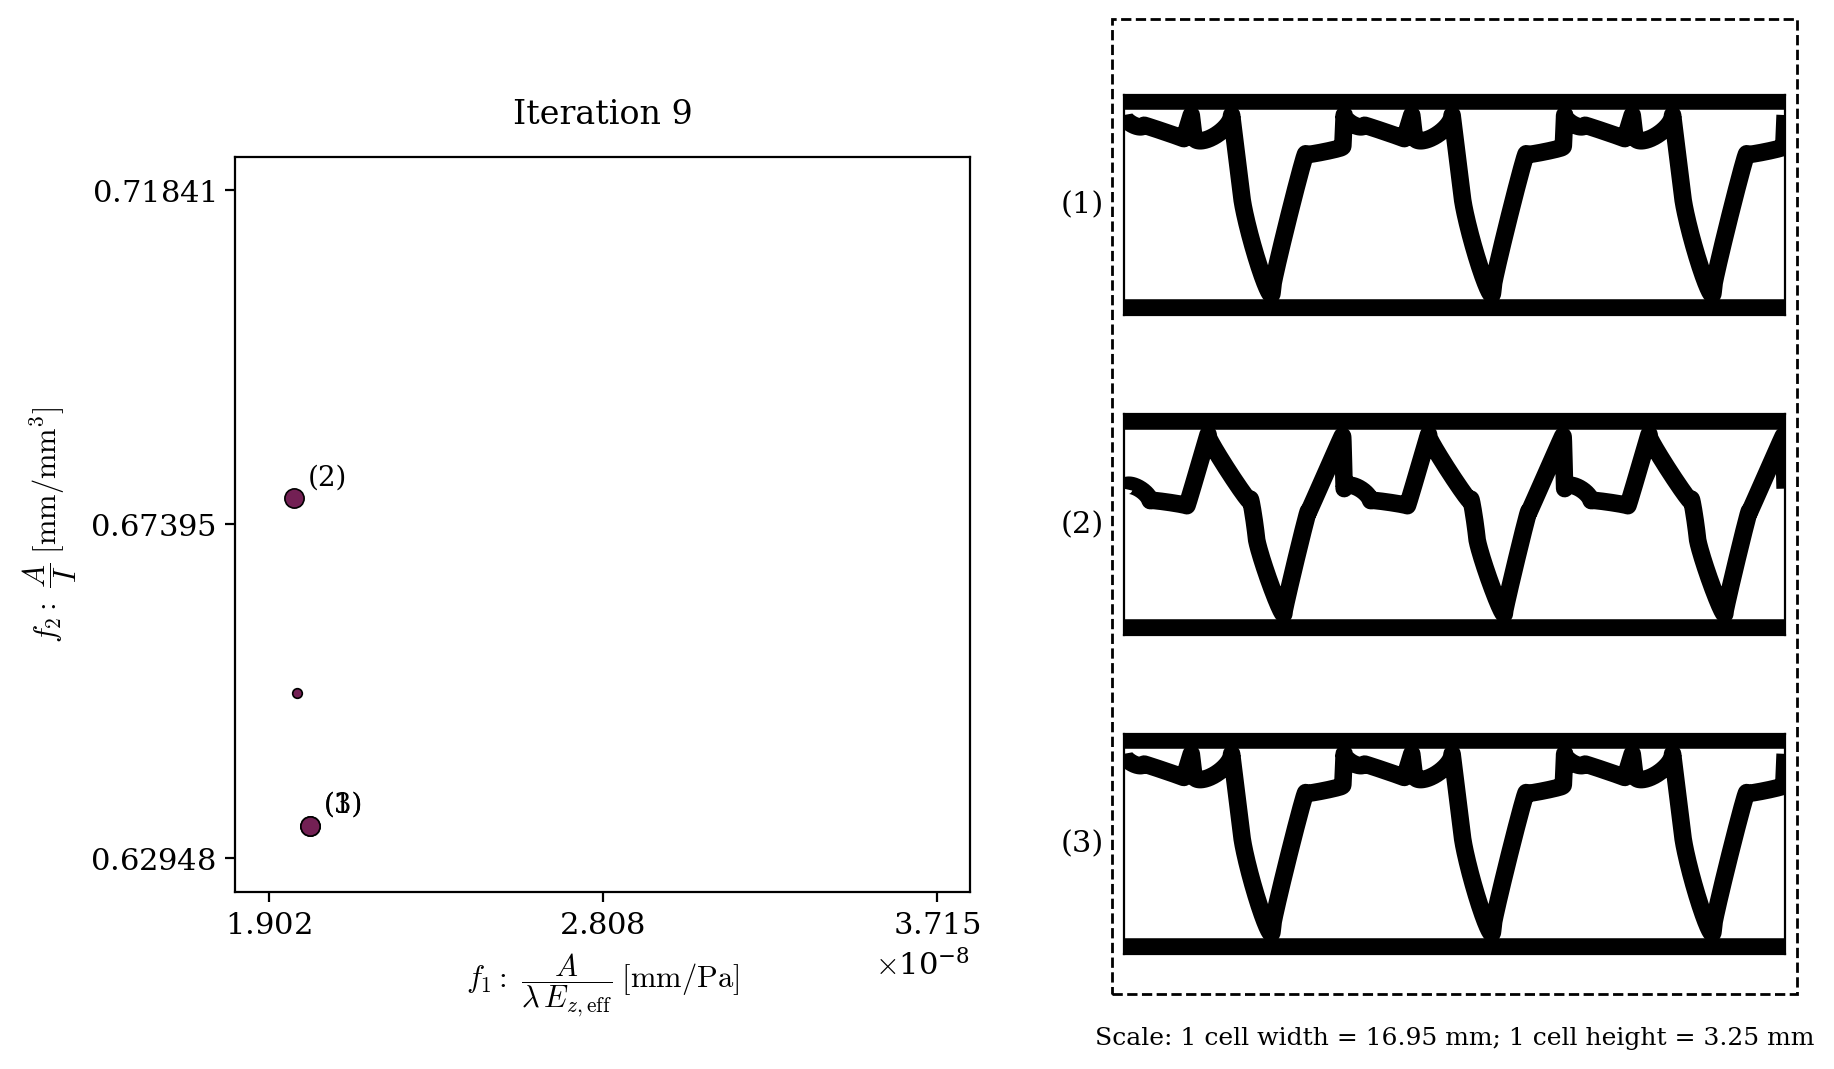 Iteration 9
0.71841
0.67395
0.62948
f₂ : A/I [mm/mm³]
(2)
(1)
(3)
1.902 2.808 3.715
×10⁻⁸
f₁ : A/(λ E_{z,eff}) [mm/Pa]
(1)
(2)
(3)
Scale: 1 cell width = 16.95 mm; 1 cell height = 3.25 mm